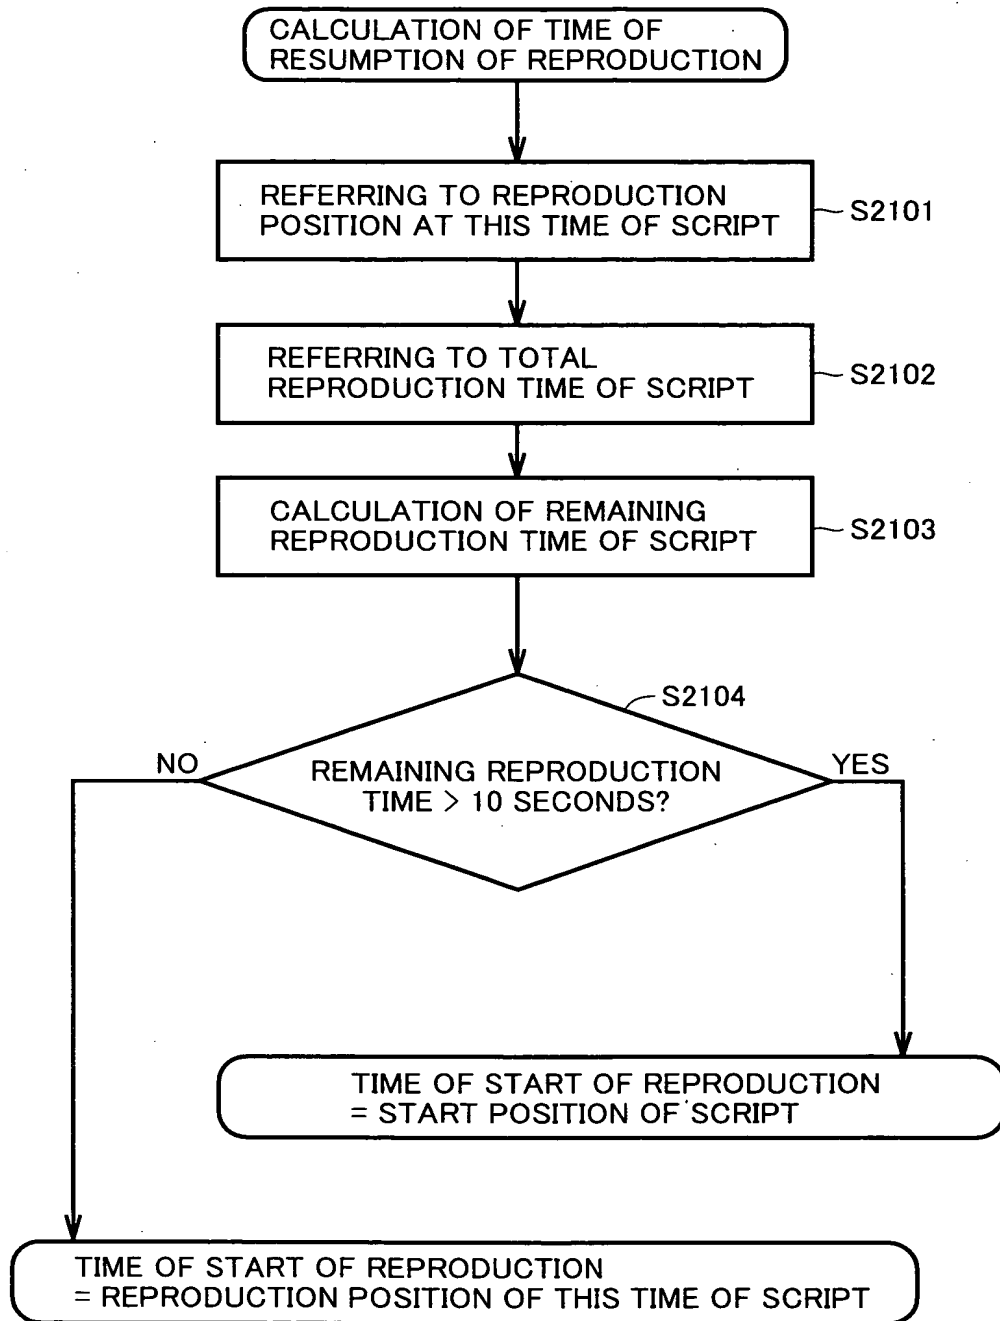 CALCULATION OF TIME OF
RESUMPTION OF REPRODUCTION
REFERRING TO REPRODUCTION
POSITION AT THIS TIME OF SCRIPT
S2101
REFERRING TO TOTAL
REPRODUCTION TIME OF SCRIPT
S2102
CALCULATION OF REMAINING
REPRODUCTION TIME OF SCRIPT
S2103
S2104
NO
REMAINING REPRODUCTION
TIME > 10 SECONDS?
YES
TIME OF START OF REPRODUCTION
= START POSITION OF SCRIPT
TIME OF START OF REPRODUCTION
= REPRODUCTION POSITION OF THIS TIME OF SCRIPT